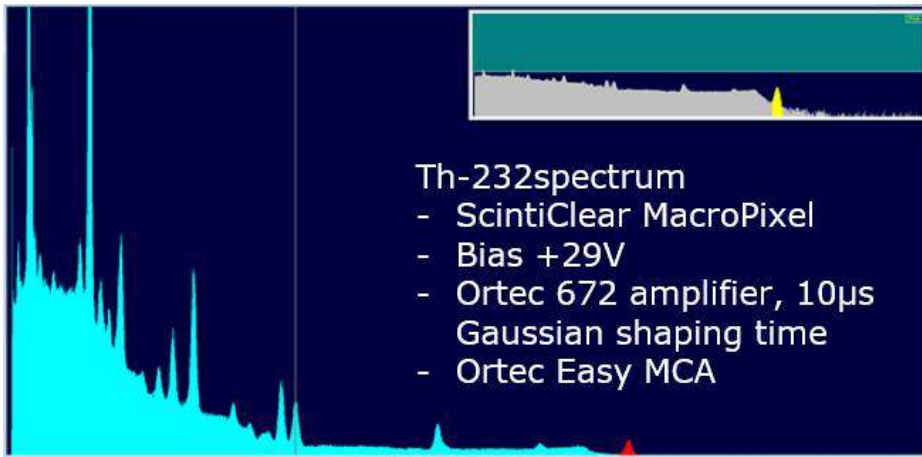 Th-232spectrum
- ScintiClear MacroPixel
- Bias +29V
- Ortec 672 amplifier, 10µs
Gaussian shaping time
- Ortec Easy MCA